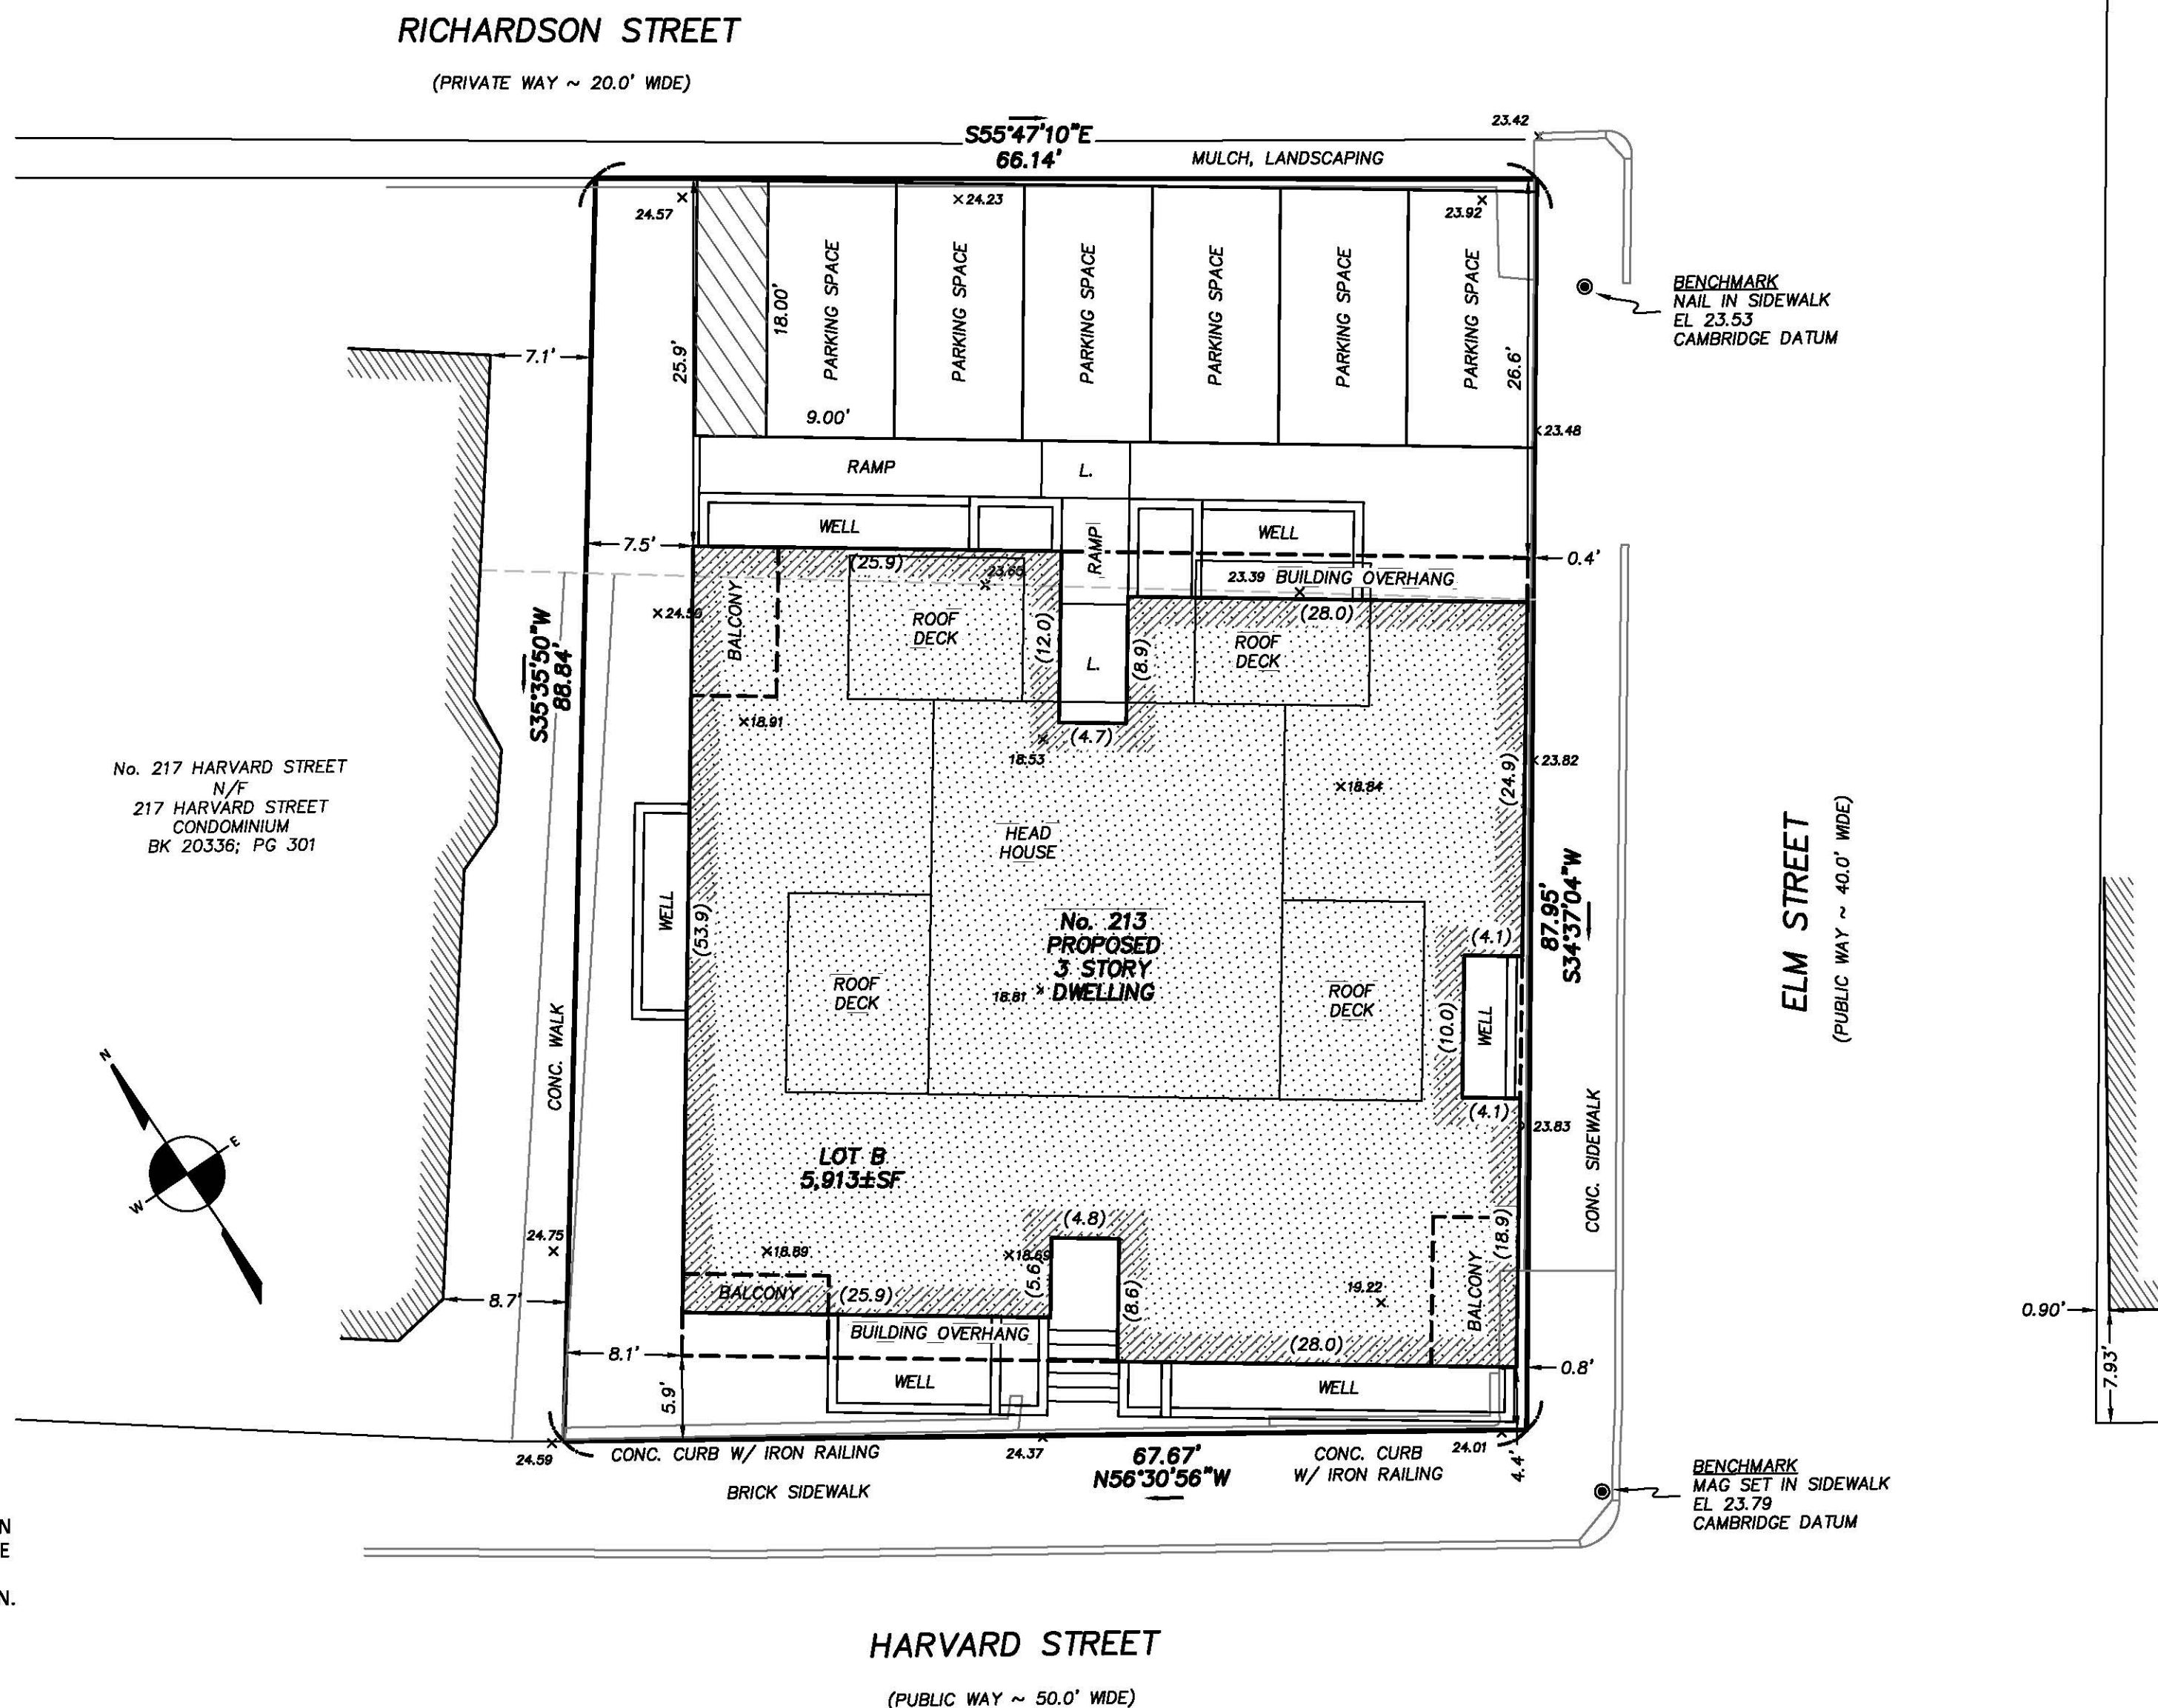 RICHARDSON STREET
(PRIVATE WAY ~ 20.0' WIDE)
S55°47'10"E
66.14'
MULCH, LANDSCAPING
23.42
24.57
24.23
23.92
18.00'
PARKING SPACE
PARKING SPACE
PARKING SPACE
PARKING SPACE
PARKING SPACE
PARKING SPACE
9.00'
25.9'
26.6'
7.1'
BENCHMARK
NAIL IN SIDEWALK
EL 23.53
CAMBRIDGE DATUM
23.48
RAMP
L.
WELL
RAMP
WELL
7.5'
0.4'
(25.9)
23.65
23.39 BUILDING OVERHANG
(28.0)
BALCONY
ROOF
DECK
(12.0)
L.
(8.9)
ROOF
DECK
S35°35'50"W
88.84'
18.91
(4.7)
18.53
18.84
23.82
(24.9)
No. 217 HARVARD STREET
N/F
217 HARVARD STREET
CONDOMINIUM
BK 20336; PG 301
HEAD
HOUSE
WELL
(53.9)
No. 213
PROPOSED
3 STORY
DWELLING
18.81
ROOF
DECK
ROOF
DECK
(4.1)
(10.0)
WELL
(4.1)
87.95'
S34°37'04"W
ELM STREET
(PUBLIC WAY ~ 40.0' WIDE)
CONC. WALK
CONC. SIDEWALK
23.83
N
E
W
LOT B
5,913±SF
24.75
18.89
18.69
(4.8)
(5.6)
(8.6)
19.22
(18.9)
BALCONY
BALCONY
(25.9)
8.7'
BUILDING OVERHANG
(28.0)
8.1'
0.8'
0.90'
7.93'
5.9'
WELL
WELL
24.59
CONC. CURB W/ IRON RAILING
24.37
67.67'
N56°30'56"W
CONC. CURB
W/ IRON RAILING
24.01
4.4'
BRICK SIDEWALK
BENCHMARK
MAG SET IN SIDEWALK
EL 23.79
CAMBRIDGE DATUM
N
E
N.
HARVARD STREET
(PUBLIC WAY ~ 50.0' WIDE)